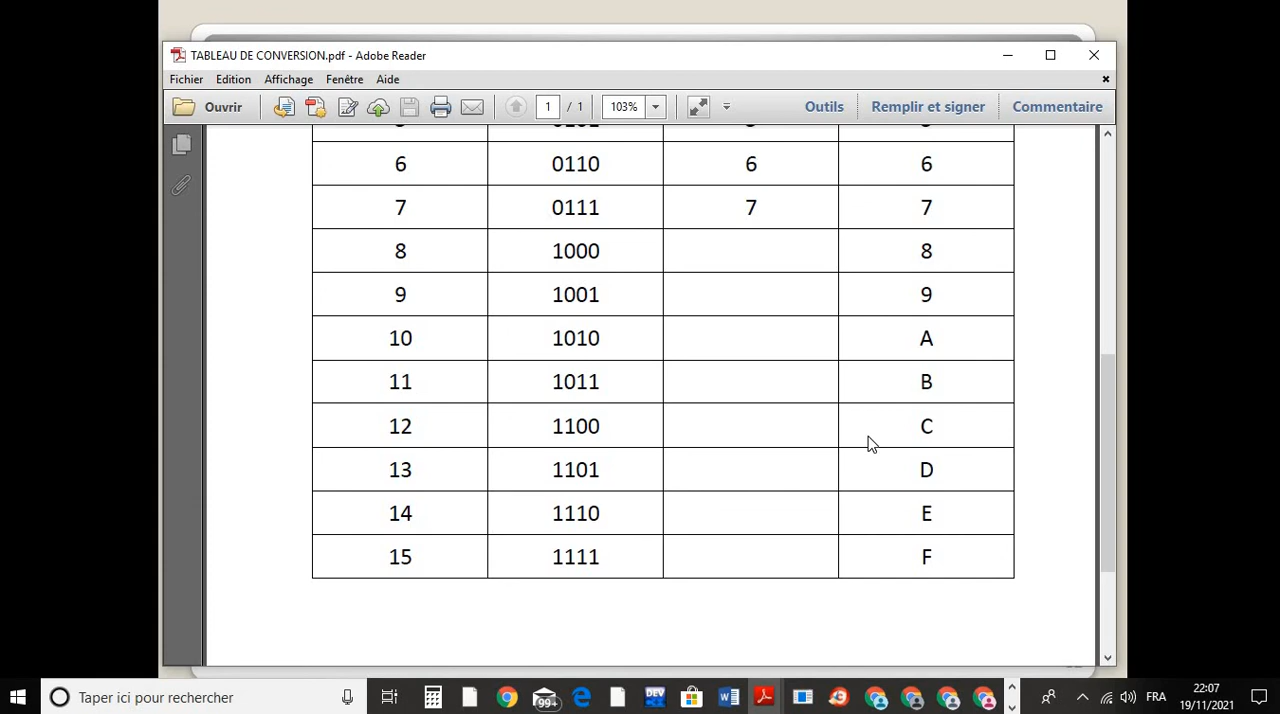 TABLEAU DE CONVERSION.pdf - Adobe Reader
Fichier Edition Affichage Fenêtre Aide
Ouvrir 1 / 1 103% Outils Remplir et signer Commentaire
6 0110 6 6
7 0111 7 7
8 1000 8
9 1001 9
10 1010 A
11 1011 B
12 1100 C
13 1101 D
14 1110 E
15 1111 F
Taper ici pour rechercher 99+ DEV FRA 22:07
19/11/2021